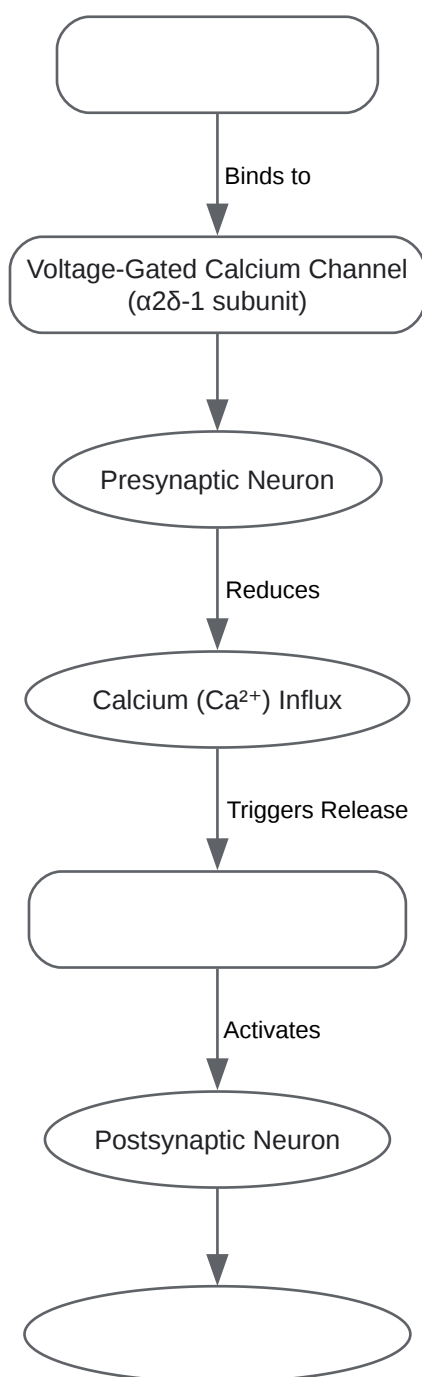 Binds to
Voltage-Gated Calcium Channel
(α2δ-1 subunit)
Presynaptic Neuron
Reduces
Calcium (Ca²⁺) Influx
Triggers Release
Activates
Postsynaptic Neuron